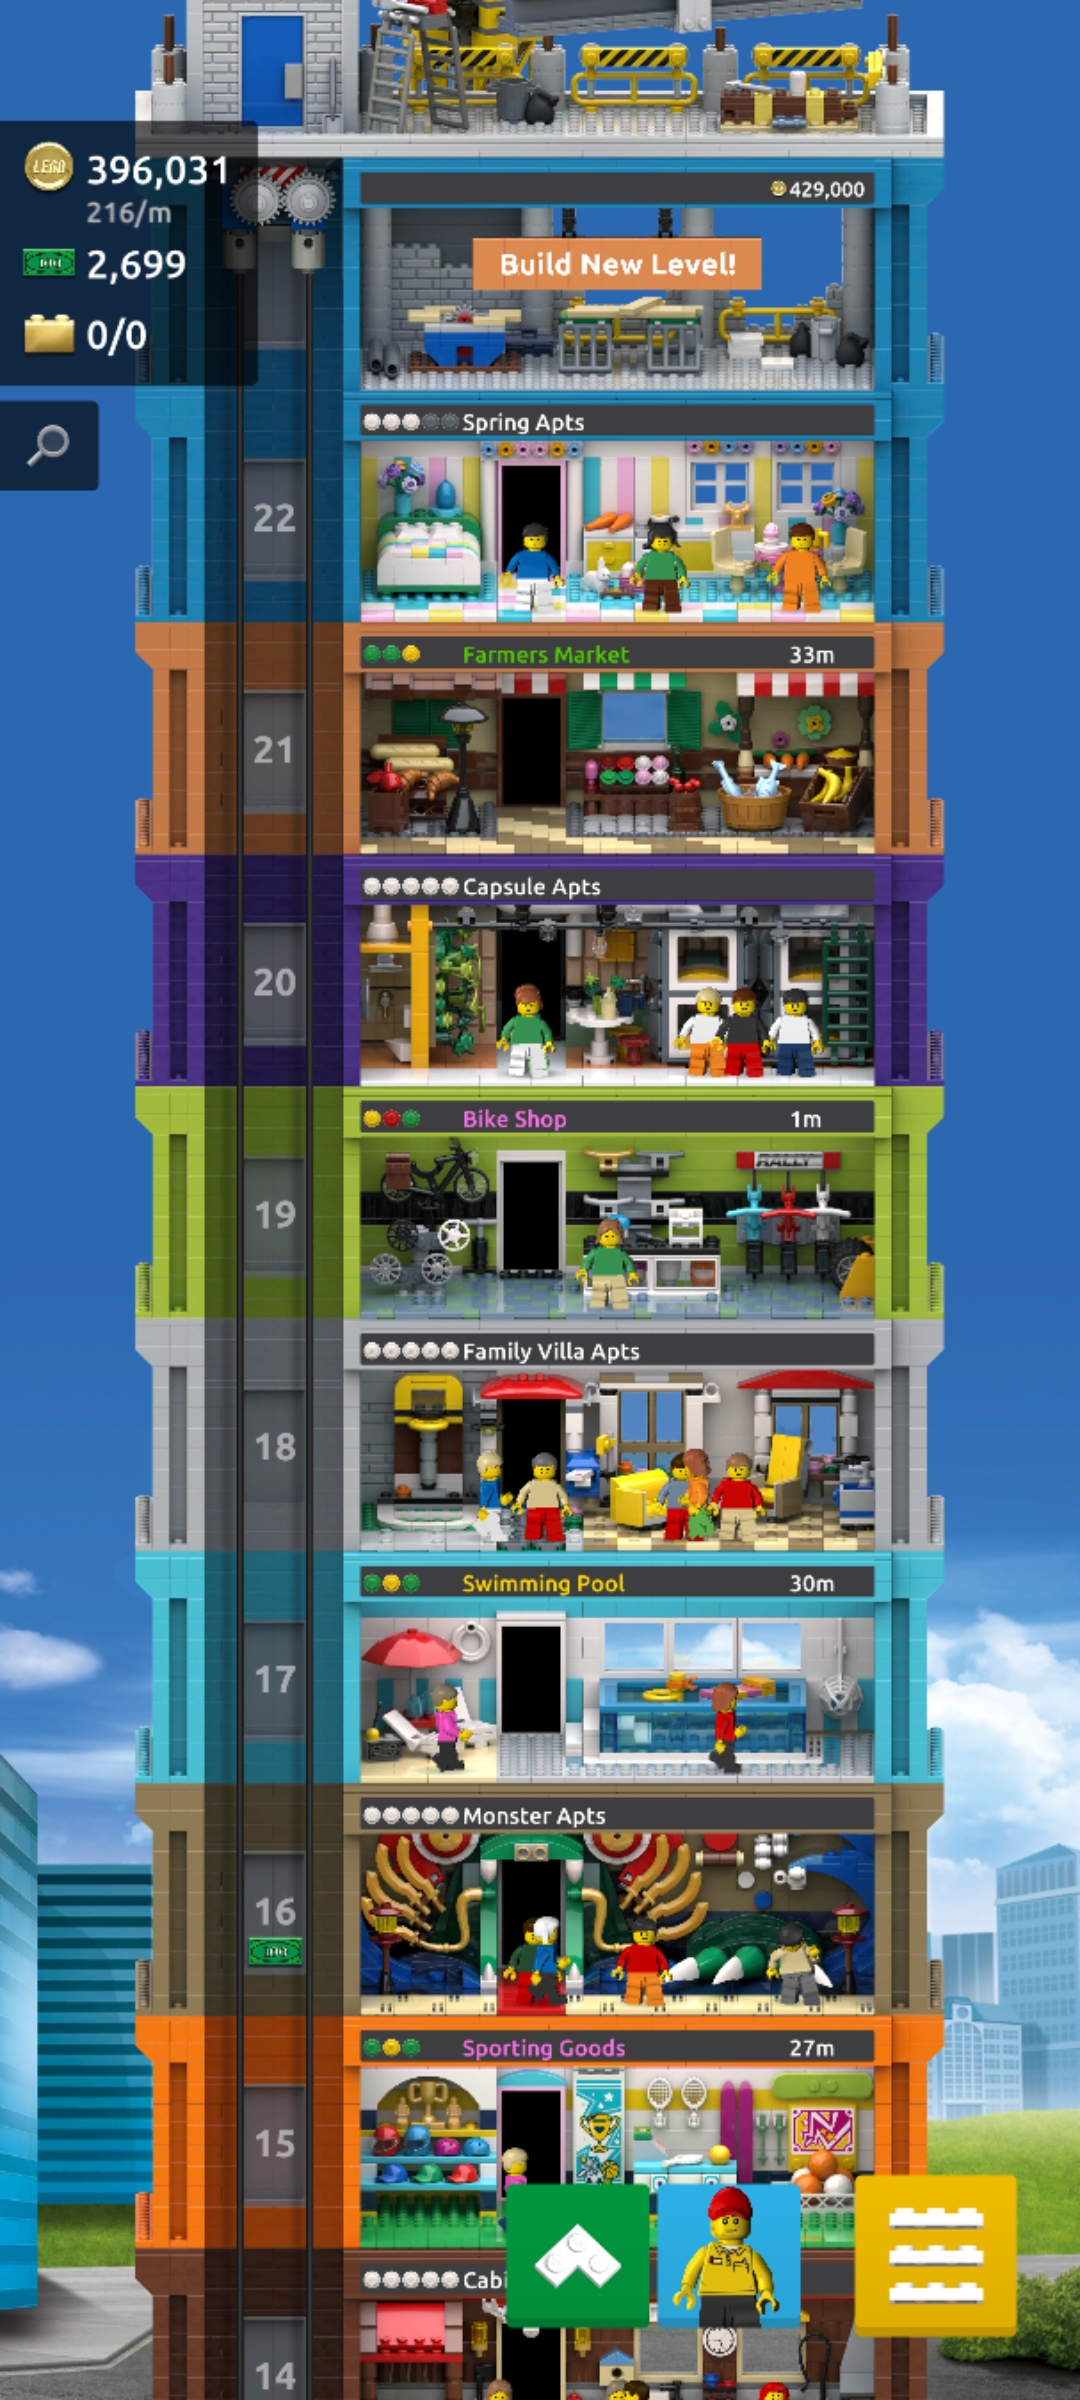 LEGO
396,031
216/m
2,699
0/0
429,000
Build New Level!
Spring Apts
22
Farmers Market 33m
21
Capsule Apts
20
Bike Shop 1m
RALLY
19
Family Villa Apts
18
Swimming Pool 30m
17
Monster Apts
16
Sporting Goods 27m
15
Cabi
14